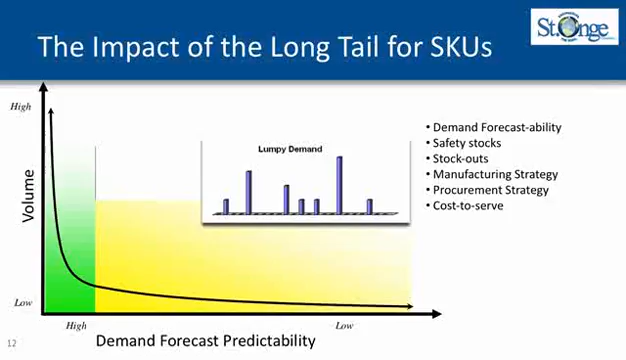 The Impact of the Long Tail for SKUs
St.Onge
High
Volume
Low
Lumpy Demand
• Demand Forecast-ability
• Safety stocks
• Stock-outs
• Manufacturing Strategy
• Procurement Strategy
• Cost-to-serve
High
Low
Demand Forecast Predictability
12